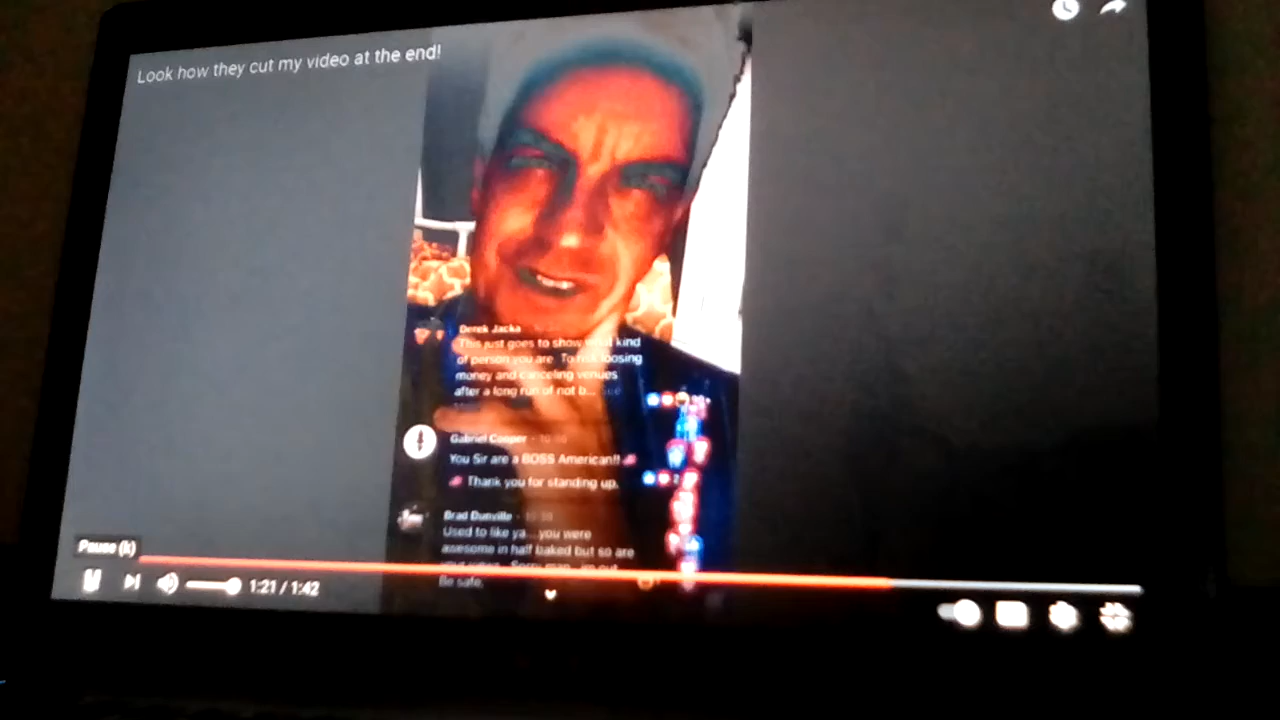 Look how they cut my video at the end!
Derek Jacka
This just goes to show what kind
of person you are. To risk loosing
money and canceling venues
after a long run of not b... See
Gabriel Cooper
You Sir are a BOSS American!!
Thank you for standing up.
Brad Dunville
Used to like ya...you were
awesome in half baked but so are
Be safe.
Pause (k)
1:21 / 1:42